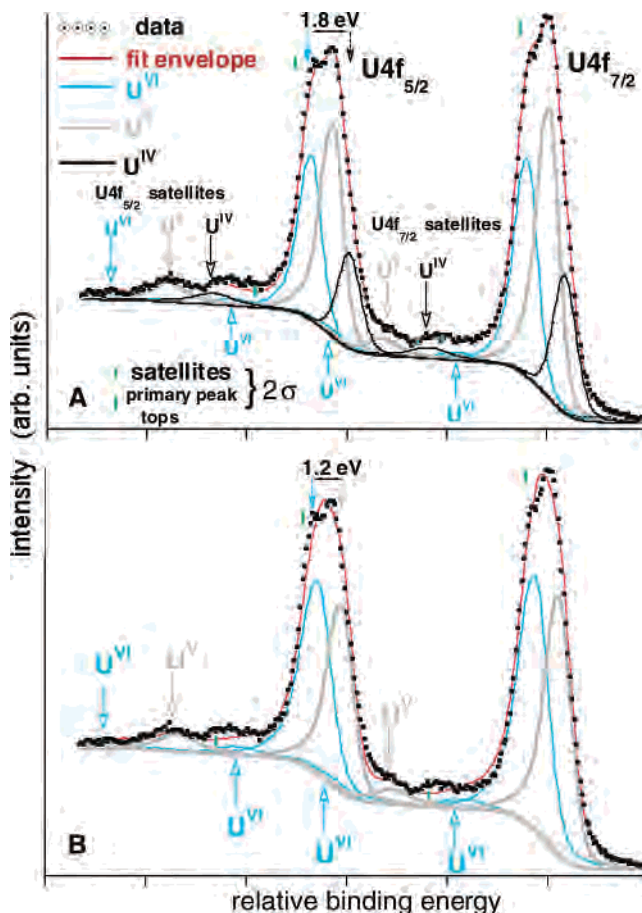 1.8 eV
data
fit envelope
U4f5/2
U4f7/2
U^VI
U^V
U^IV
U4f5/2 satellites
U^VI
U^V
U^IV
U4f7/2 satellites
U^V
U^IV
U^VI
U^VI
U^VI
A
satellites
primary peak
tops
} 2σ
intensity (arb. units)
1.2 eV
U^VI
U^V
U^V
U^VI
U^VI
U^VI
B
relative binding energy